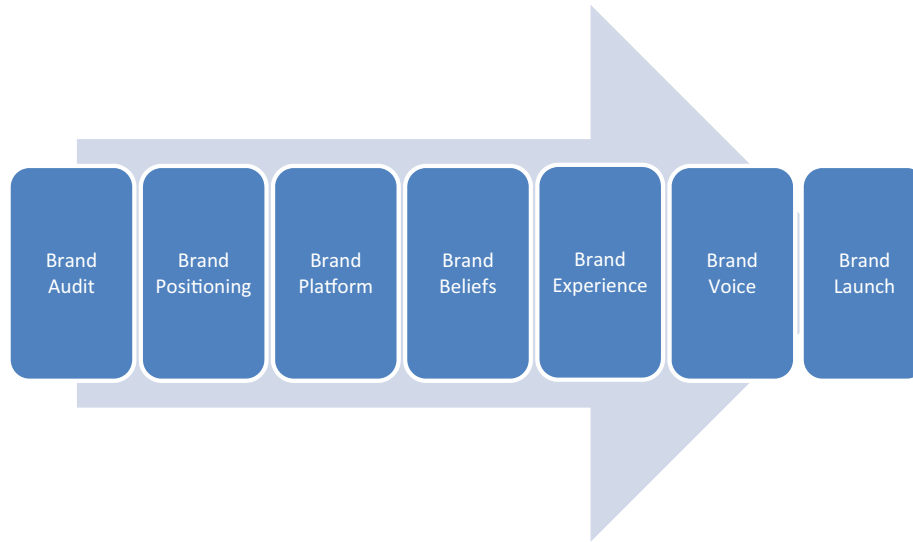 Brand
Audit
Brand
Positioning
Brand
Platform
Brand
Beliefs
Brand
Experience
Brand
Voice
Brand
Launch